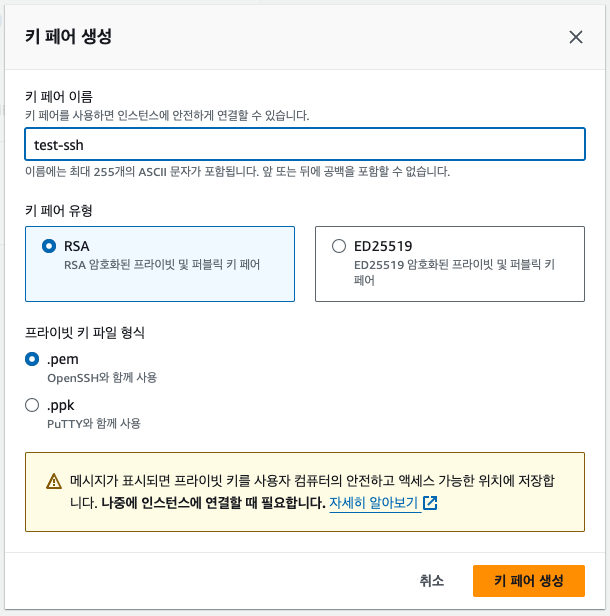 키 페어 생성
키 페어 이름
키 페어를 사용하면 인스턴스에 안전하게 연결할 수 있습니다.
test-ssh
이름에는 최대 255개의 ASCII 문자가 포함됩니다. 앞 또는 뒤에 공백을 포함할 수 없습니다.
키 페어 유형
RSA
RSA 암호화된 프라이빗 및 퍼블릭 키 페어
ED25519
ED25519 암호화된 프라이빗 및 퍼블릭 키
페어
프라이빗 키 파일 형식
.pem
OpenSSH와 함께 사용
.ppk
PuTTY와 함께 사용
메시지가 표시되면 프라이빗 키를 사용자 컴퓨터의 안전하고 액세스 가능한 위치에 저장합
니다. 나중에 인스턴스에 연결할 때 필요합니다. 자세히 알아보기
취소
키 페어 생성